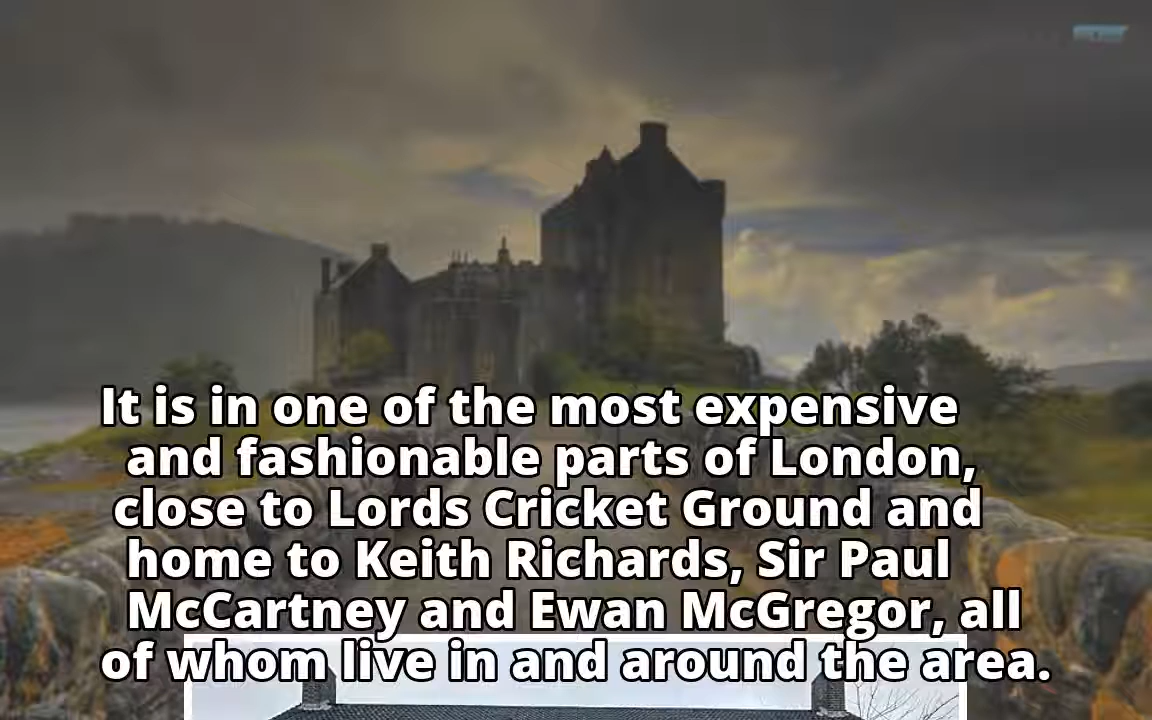 It is in one of the most expensive
and fashionable parts of London,
close to Lords Cricket Ground and
home to Keith Richards, Sir Paul
McCartney and Ewan McGregor, all
of whom live in and around the area.